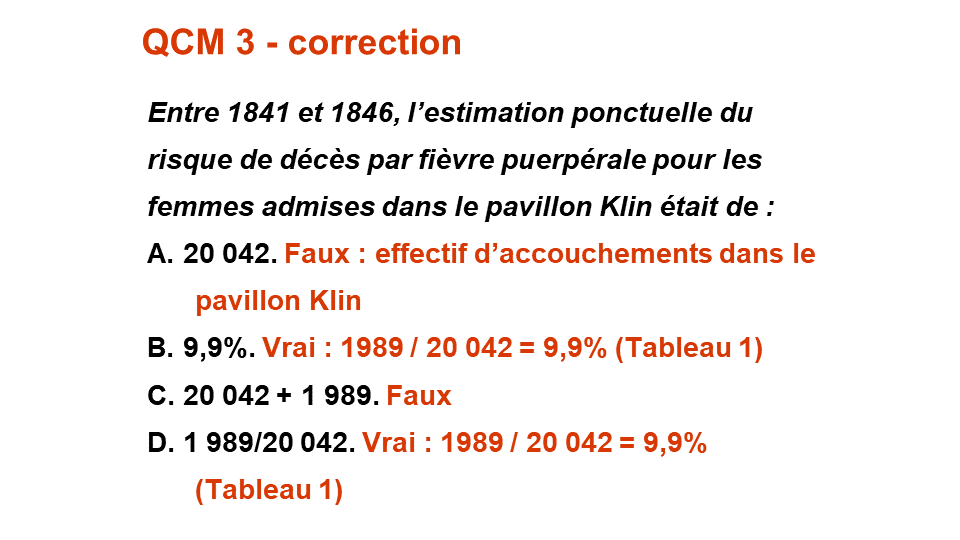 QCM 3 - correction
Entre 1841 et 1846, l’estimation ponctuelle du
risque de décès par fièvre puerpérale pour les
femmes admises dans le pavillon Klin était de :
A. 20 042. Faux : effectif d’accouchements dans le
pavillon Klin
B. 9,9%. Vrai : 1989 / 20 042 = 9,9% (Tableau 1)
C. 20 042 + 1 989. Faux
D. 1 989/20 042. Vrai : 1989 / 20 042 = 9,9%
(Tableau 1)